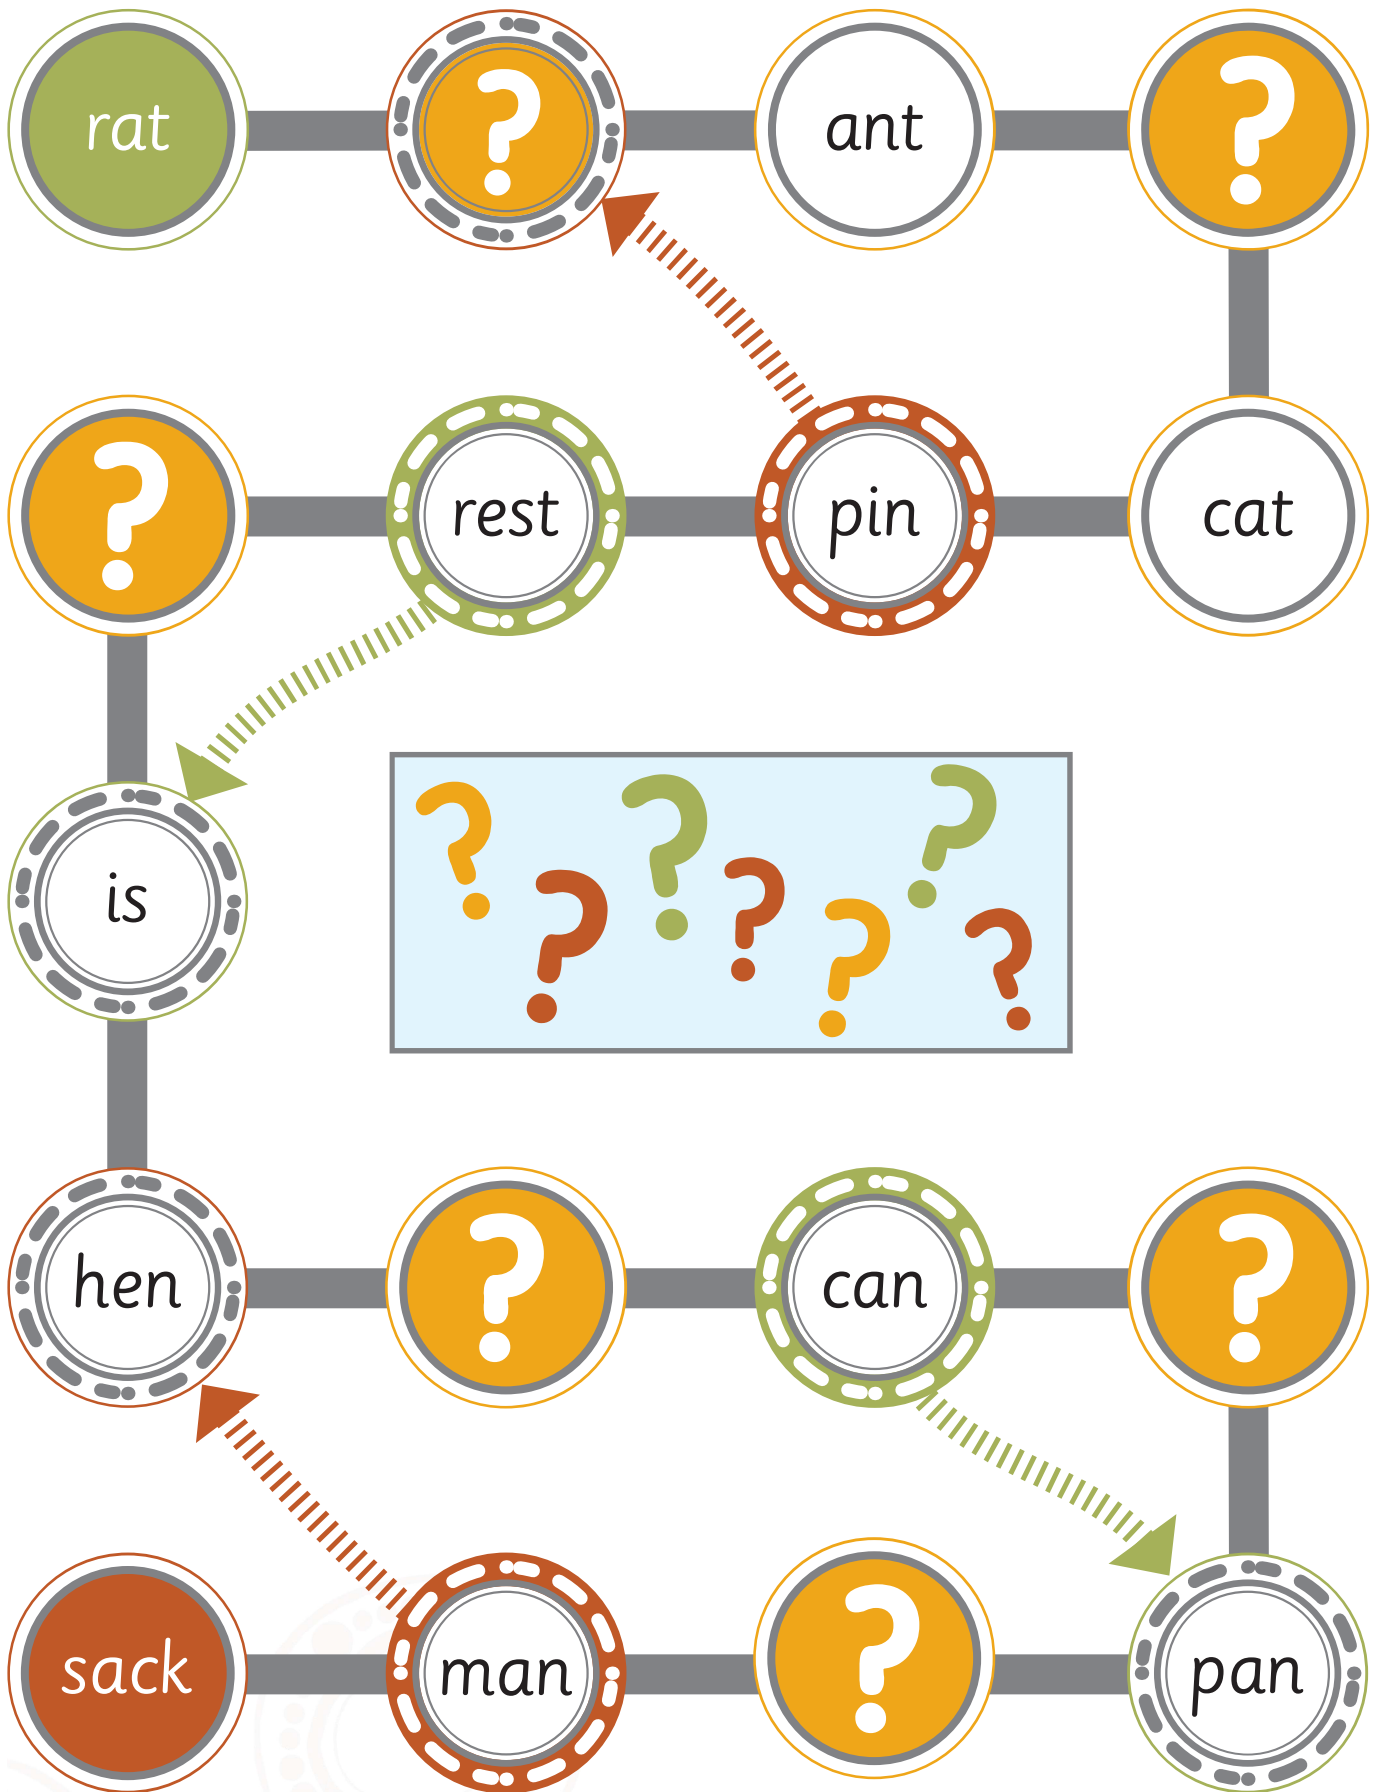 rat ? ant ?
? rest pin cat
? ? ? ?
? ? ?
is
hen ? can ?
sack man ? pan